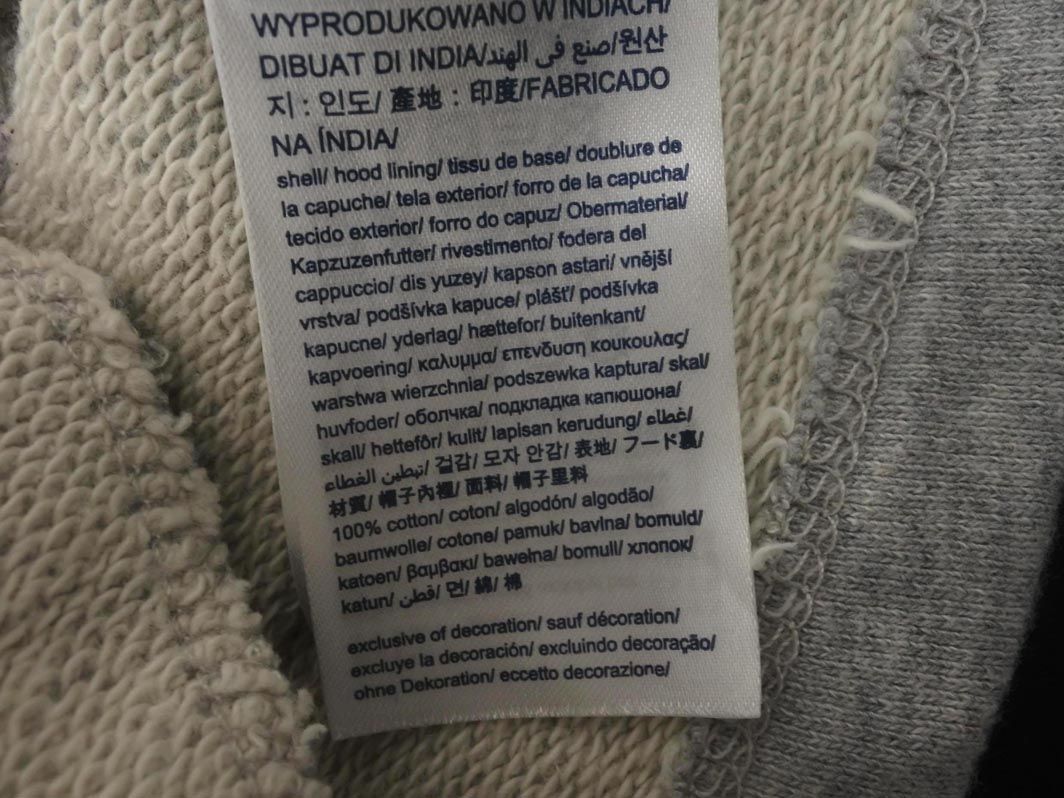 WYPRODUKOWANO W INDIACH/
DIBUAT DI INDIA/صنع في الهند/원산
지 : 인도/ 產地 : 印度/FABRICADO
NA ÍNDIA/
shell/ hood lining/ tissu de base/ doublure de
la capuche/ tela exterior/ forro de la capucha/
tecido exterior/ forro do capuz/ Obermaterial/
Kapzuzenfutter/ rivestimento/ fodera del
cappuccio/ dis yuzey/ kapson astari/ vnější
vrstva/ podšívka kapuce/ plášť/ podšívka
kapucne/ yderlag/ hættefor/ buitenkant/
kapvoering/ καλυμμα/ επενδυση κουκουλας/
warstwa wierzchnia/ podszewka kaptura/ skal/
huvfoder/ оболчка/ подкладка капюшона/
skall/ hettefôr/ kulit/ lapisan kerudung/ غطاء/
تبطين الغطاء/ 겉감/ 모자 안감/ 表地/ フード裏/
材質/ 帽子內裡/ 面料/ 帽子里料
100% cotton/ coton/ algodón/ algodão/
baumwolle/ cotone/ pamuk/ bavlna/ bomuld/
katoen/ βαμβακι/ bawełna/ bomull/ хлопок/
katun/ قطن/ 면/ 綿/ 棉
exclusive of decoration/ sauf décoration/
excluye la decoración/ excluindo decoração/
ohne Dekoration/ eccetto decorazione/